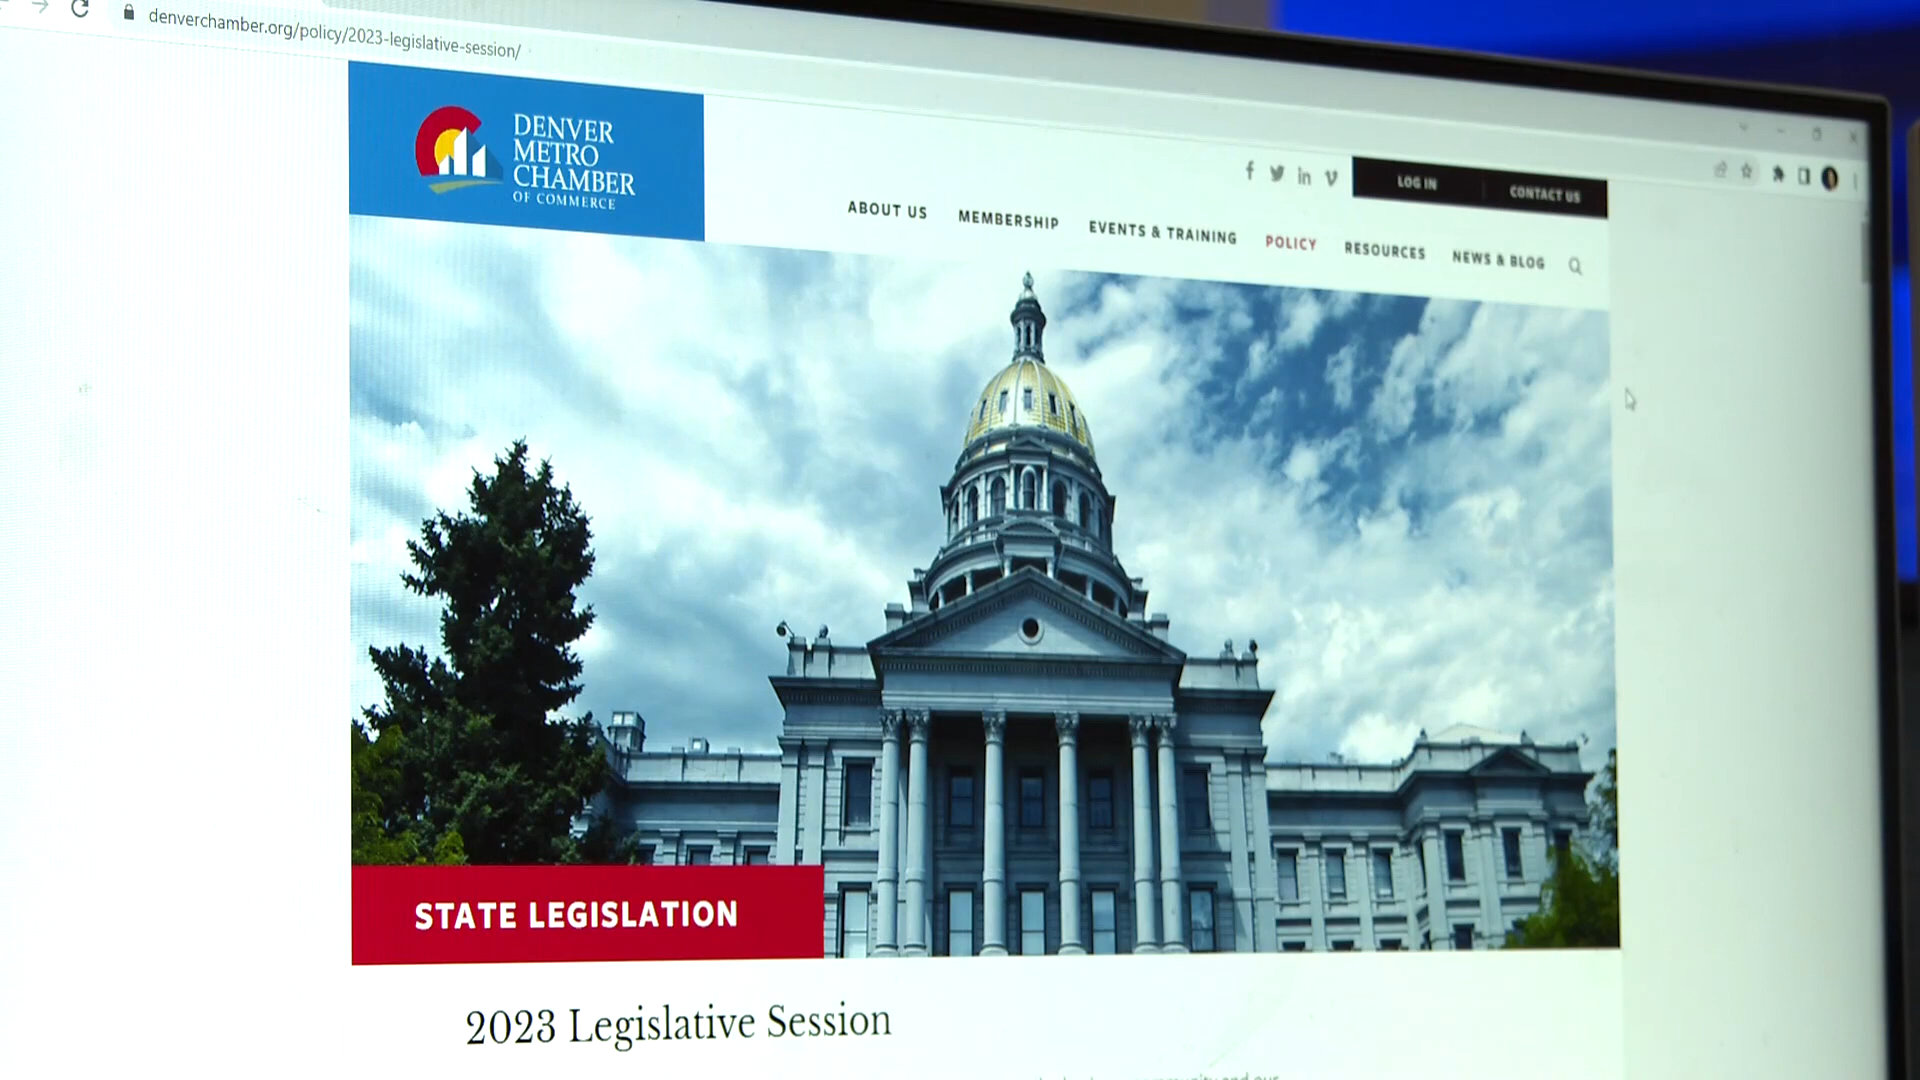 denverchamber.org/policy/2023-legislative-session/
DENVER
METRO
CHAMBER
OF COMMERCE
LOG IN
CONTACT US
ABOUT US
MEMBERSHIP
EVENTS & TRAINING
POLICY
RESOURCES
NEWS & BLOG
STATE LEGISLATION
2023 Legislative Session